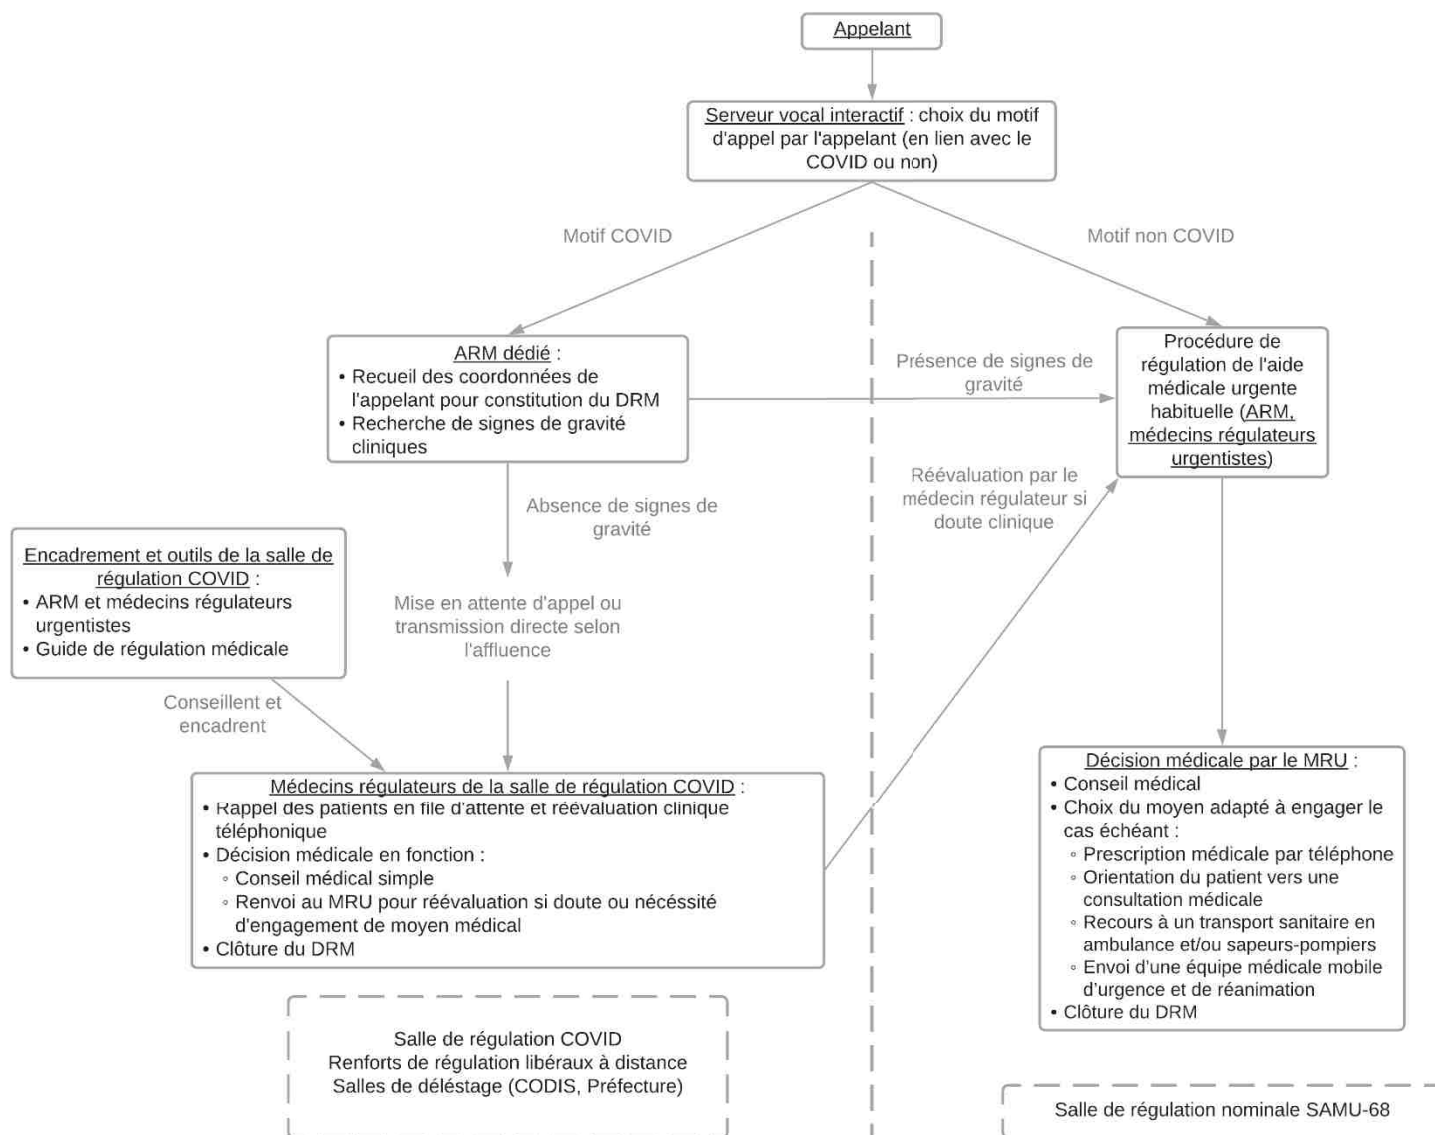 Appelant
Serveur vocal interactif : choix du motif
d'appel par l'appelant (en lien avec le
COVID ou non)
Motif COVID
Motif non COVID
ARM dédié :
• Recueil des coordonnées de
l'appelant pour constitution du DRM
• Recherche de signes de gravité
cliniques
Présence de signes de
gravité
Procédure de
régulation de l'aide
médicale urgente
habituelle (ARM,
médecins régulateurs
urgentistes)
Absence de signes de
gravité
Réévaluation par le
médecin régulateur si
doute clinique
Encadrement et outils de la salle de
régulation COVID :
• ARM et médecins régulateurs
urgentistes
• Guide de régulation médicale
Mise en attente d'appel ou
transmission directe selon
l'affluence
Conseillent et
encadrent
Médecins régulateurs de la salle de régulation COVID :
• Rappel des patients en file d'attente et réévaluation clinique
téléphonique
• Décision médicale en fonction :
◦ Conseil médical simple
◦ Renvoi au MRU pour réévaluation si doute ou nécéssité
d'engagement de moyen médical
• Clôture du DRM
Décision médicale par le MRU :
• Conseil médical
• Choix du moyen adapté à engager le
cas échéant :
◦ Prescription médicale par téléphone
◦ Orientation du patient vers une
consultation médicale
◦ Recours à un transport sanitaire en
ambulance et/ou sapeurs-pompiers
◦ Envoi d'une équipe médicale mobile
d'urgence et de réanimation
• Clôture du DRM
Salle de régulation COVID
Renforts de régulation libéraux à distance
Salles de déléstage (CODIS, Préfecture)
Salle de régulation nominale SAMU-68